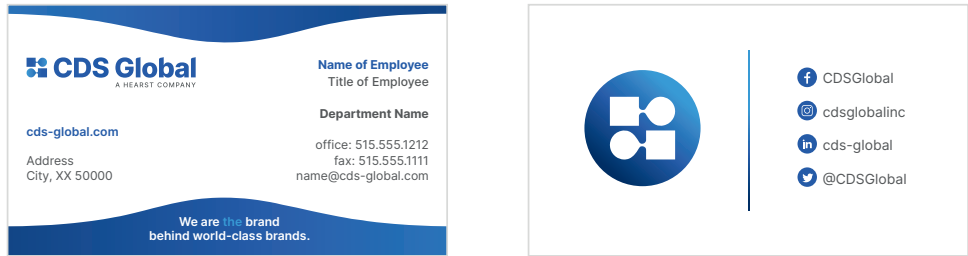 CDS Global
A HEARST COMPANY
cds-global.com
Address
City, XX 50000
Name of Employee
Title of Employee
Department Name
office: 515.555.1212
fax: 515.555.1111
name@cds-global.com
We are the brand
behind world-class brands.
CDSGlobal
cdsglobalinc
cds-global
@CDSGlobal